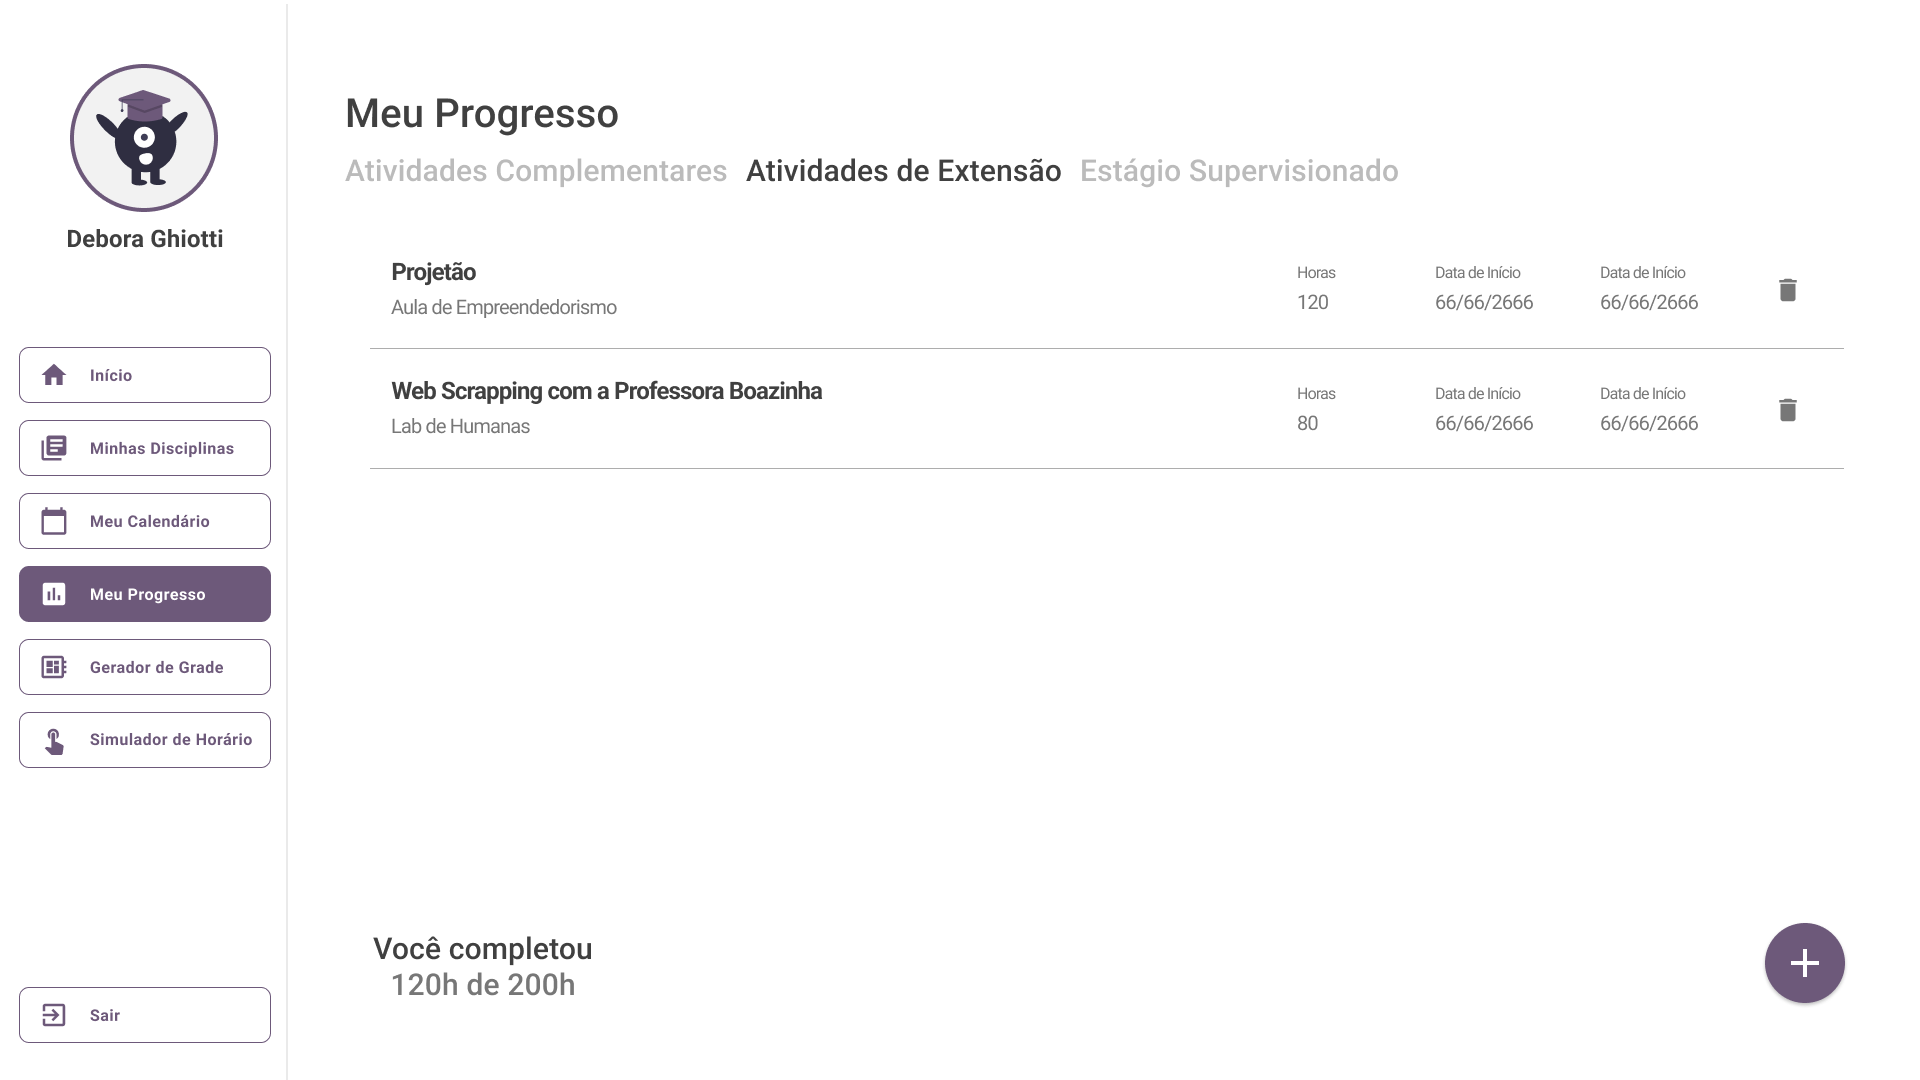 Debora Ghiotti
Início
Minhas Disciplinas
Meu Calendário
Meu Progresso
Gerador de Grade
Simulador de Horário
Sair
Meu Progresso
Atividades Complementares Atividades de Extensão Estágio Supervisionado
Projetão
Aula de Empreendedorismo
Horas
120
Data de Início
66/66/2666
Data de Início
66/66/2666
Web Scrapping com a Professora Boazinha
Lab de Humanas
Horas
80
Data de Início
66/66/2666
Data de Início
66/66/2666
Você completou
120h de 200h